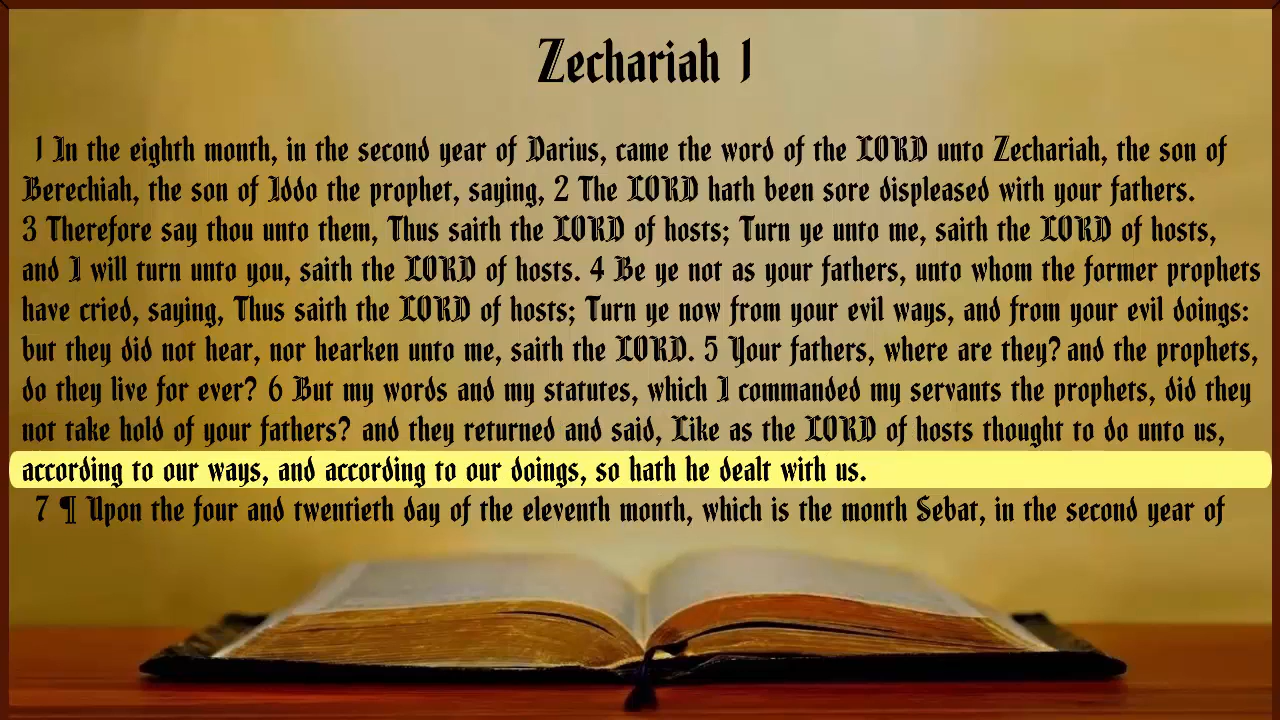 Zechariah 1
1 In the eighth month, in the second year of Darius, came the word of the LORD unto Zechariah, the son of
Berechiah, the son of Iddo the prophet, saying, 2 The LORD hath been sore displeased with your fathers.
3 Therefore say thou unto them, Thus saith the LORD of hosts; Turn ye unto me, saith the LORD of hosts,
and I will turn unto you, saith the LORD of hosts. 4 Be ye not as your fathers, unto whom the former prophets
have cried, saying, Thus saith the LORD of hosts; Turn ye now from your evil ways, and from your evil doings:
but they did not hear, nor hearken unto me, saith the LORD. 5 Your fathers, where are they? and the prophets,
do they live for ever? 6 But my words and my statutes, which I commanded my servants the prophets, did they
not take hold of your fathers? and they returned and said, Like as the LORD of hosts thought to do unto us,
according to our ways, and according to our doings, so hath he dealt with us.
7 ¶ Upon the four and twentieth day of the eleventh month, which is the month Sebat, in the second year of